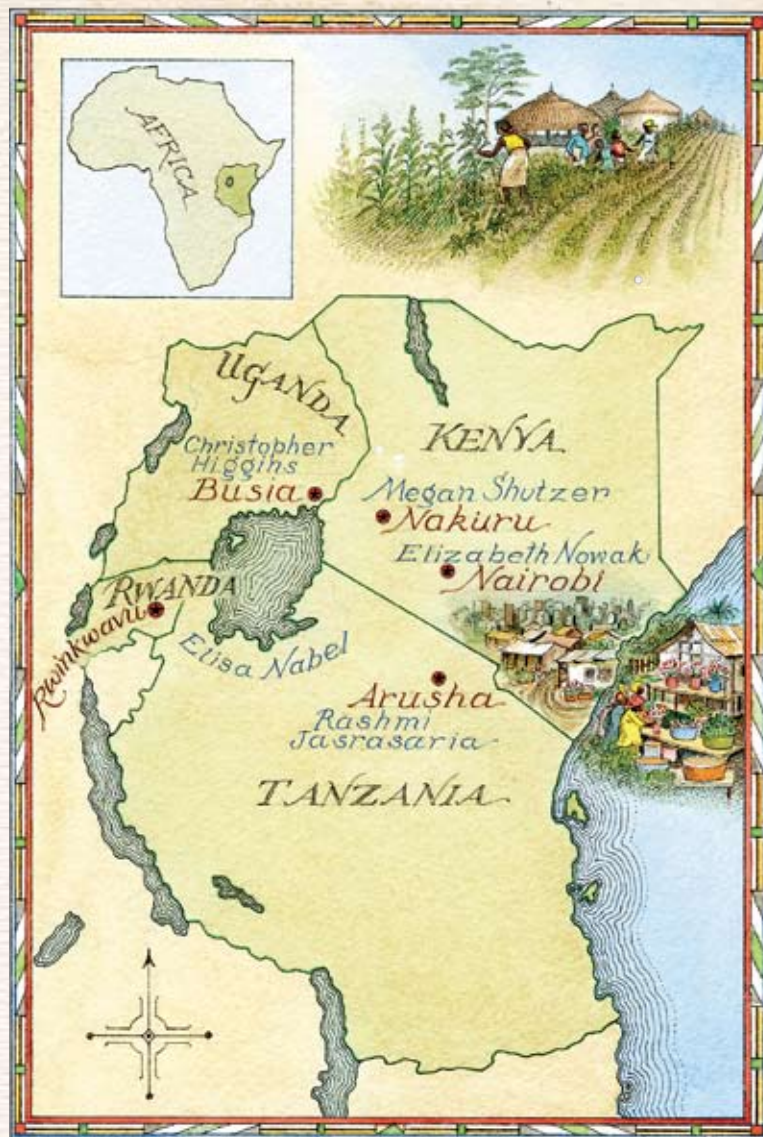 AFRICA
UGANDA
KENYA
Christopher
Higgins
Busia
Megan Shutzer
Nakuru
Elizabeth Nowak
Nairobi
RWANDA
Rwinkwavu
Elisa Nabel
Arusha
Rashmi
Jasrasaria
TANZANIA